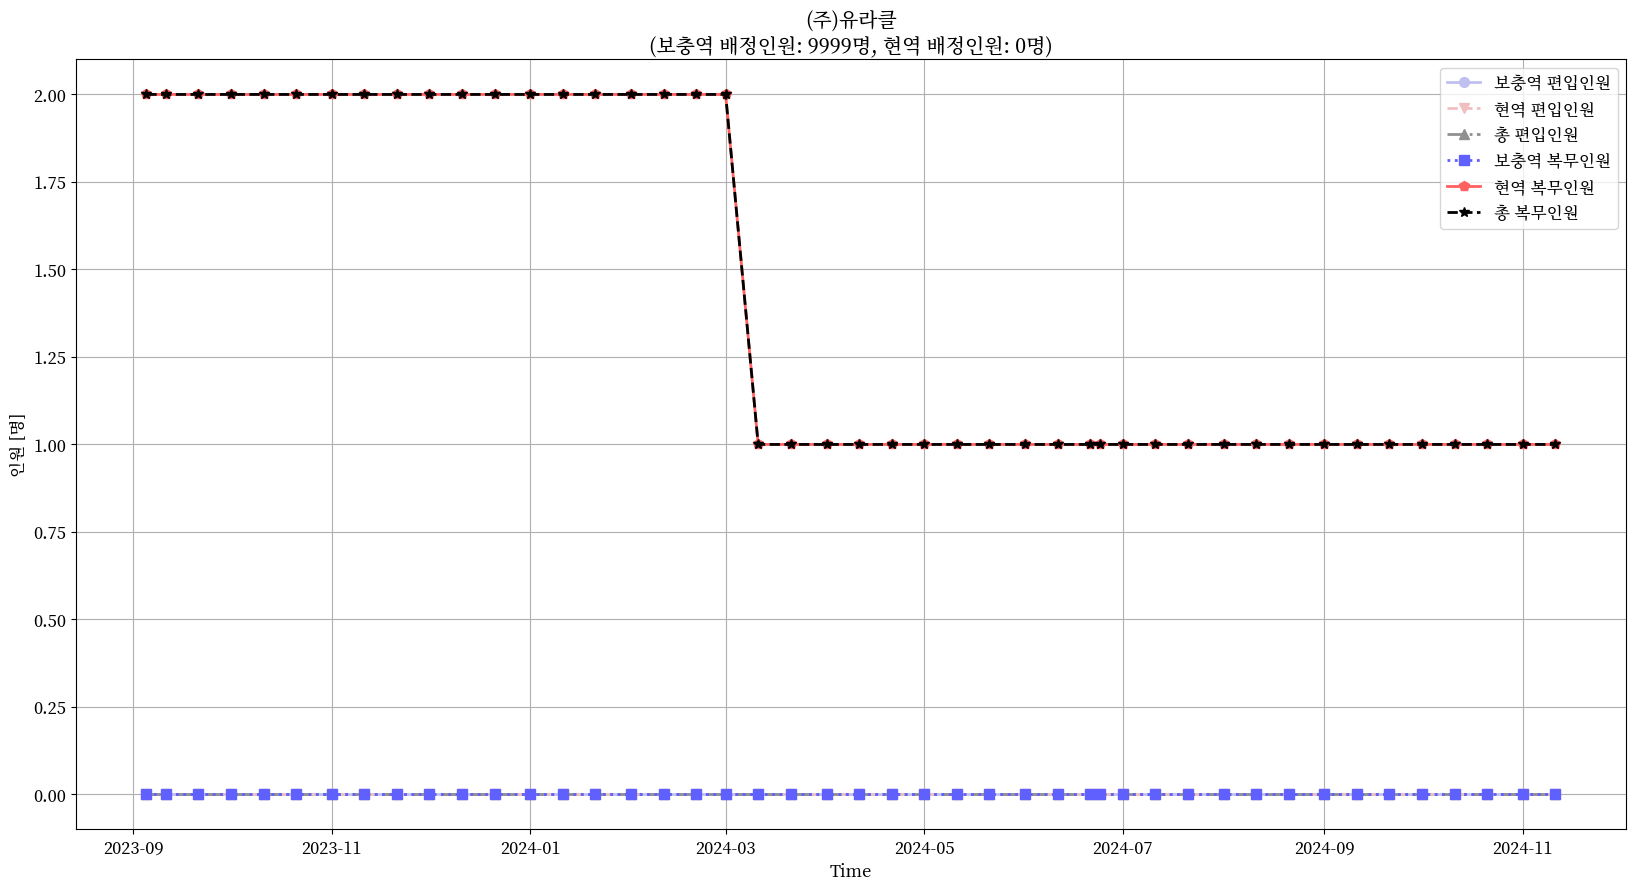 (주)유라클
(보충역 배정인원: 9999명, 현역 배정인원: 0명)
보충역 편입인원
현역 편입인원
총 편입인원
보충역 복무인원
현역 복무인원
총 복무인원
인원 [명]
2.00
1.75
1.50
1.25
1.00
0.75
0.50
0.25
0.00
2023-09 2023-11 2024-01 2024-03 2024-05 2024-07 2024-09 2024-11
Time